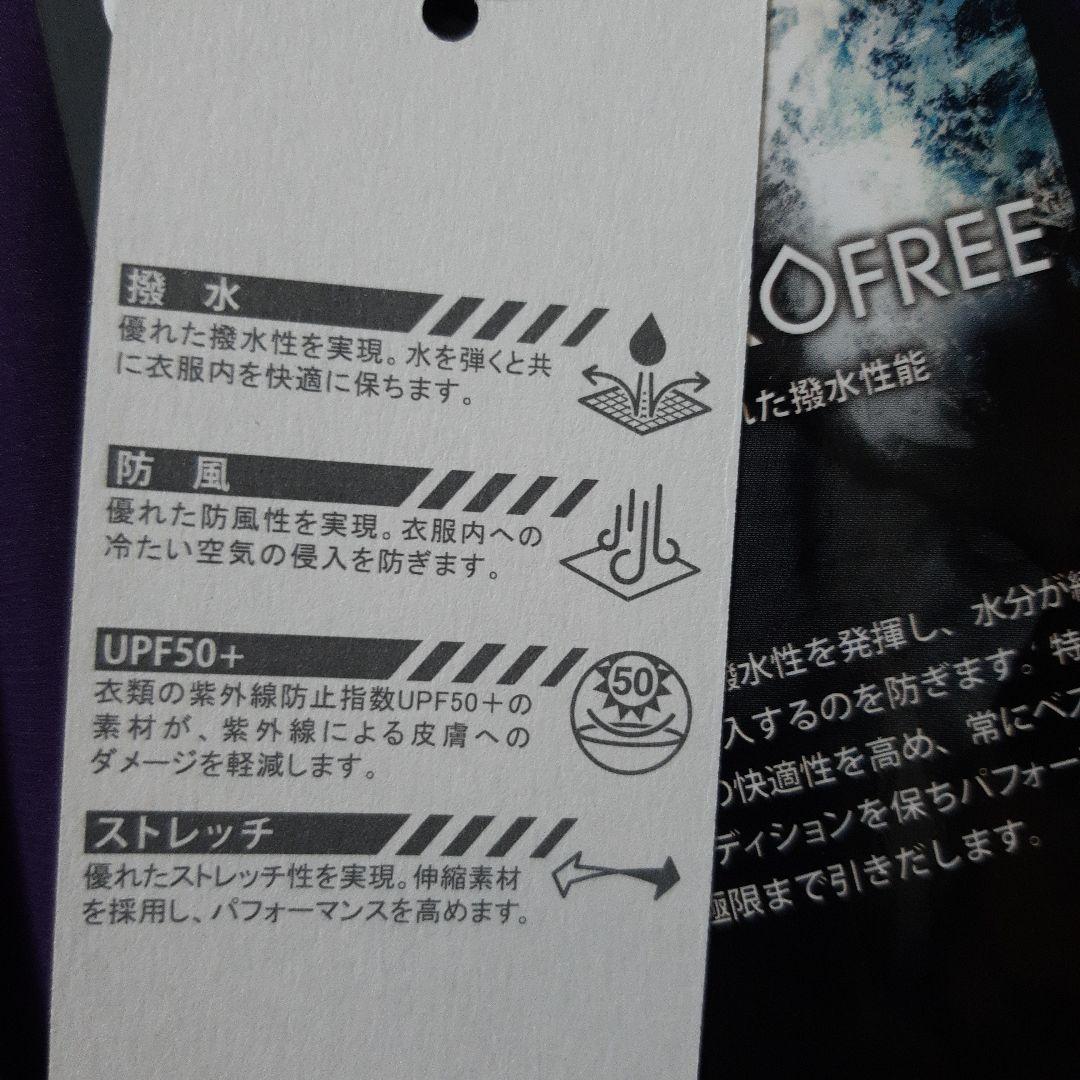 撥 水
優れた撥水性を実現。水を弾くと共
に衣服内を快適に保ちます。
防 風
優れた防風性を実現。衣服内への
冷たい空気の侵入を防ぎます。
UPF50+
衣類の紫外線防止指数UPF50+の
素材が、紫外線による皮膚への
ダメージを軽減します。
50
ストレッチ
優れたストレッチ性を実現。伸縮素材
を採用し、パフォーマンスを高めます。
FREE
た撥水性能
水性を発揮し、水分が
入するのを防ぎます。特
快適性を高め、常にベス
ディションを保ちパフォー
極限まで引きだします。